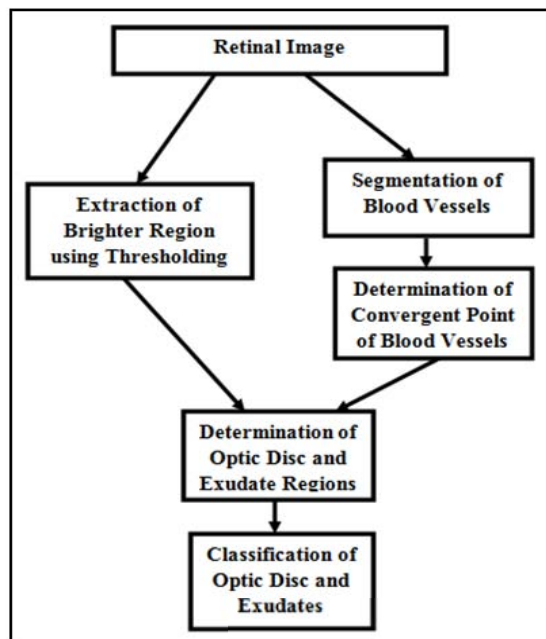 Retinal Image
Extraction of
Brighter Region
using Thresholding
Segmentation of
Blood Vessels
Determination of
Convergent Point
of Blood Vessels
Determination of
Optic Disc and
Exudate Regions
Classification of
Optic Disc and
Exudates